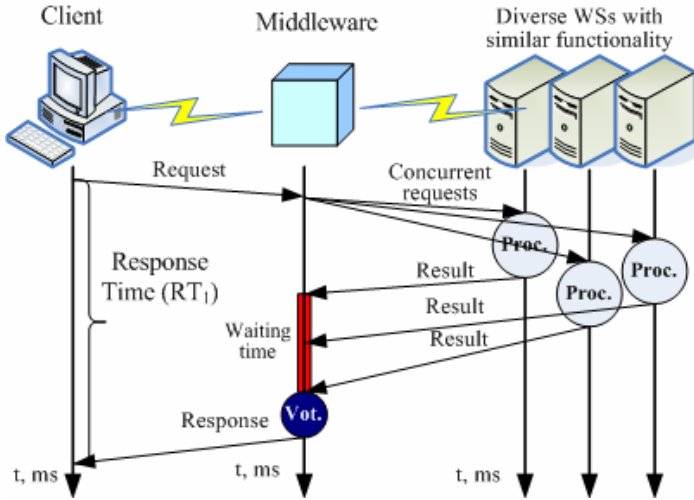 Client
Middleware
Diverse WSs with
similar functionality
Request
Concurrent
requests
Proc.
Proc.
Proc.
Response
Time (RT₁)
Result
Result
Result
Waiting
time
Vot.
Response
t, ms
t, ms
t, ms
t, ms